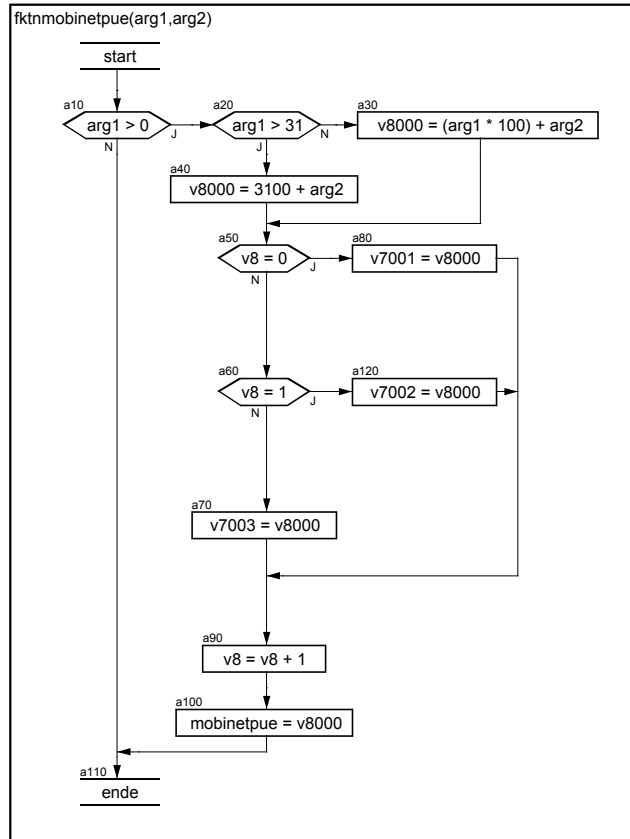 fktnmobinetpue(arg1,arg2)
start
a10
arg1 > 0
J
N
a20
arg1 > 31
N
J
a30
v8000 = (arg1 * 100) + arg2
a40
v8000 = 3100 + arg2
a50
v8 = 0
J
N
a80
v7001 = v8000
a60
v8 = 1
J
N
a120
v7002 = v8000
a70
v7003 = v8000
a90
v8 = v8 + 1
a100
mobinetpue = v8000
a110
ende